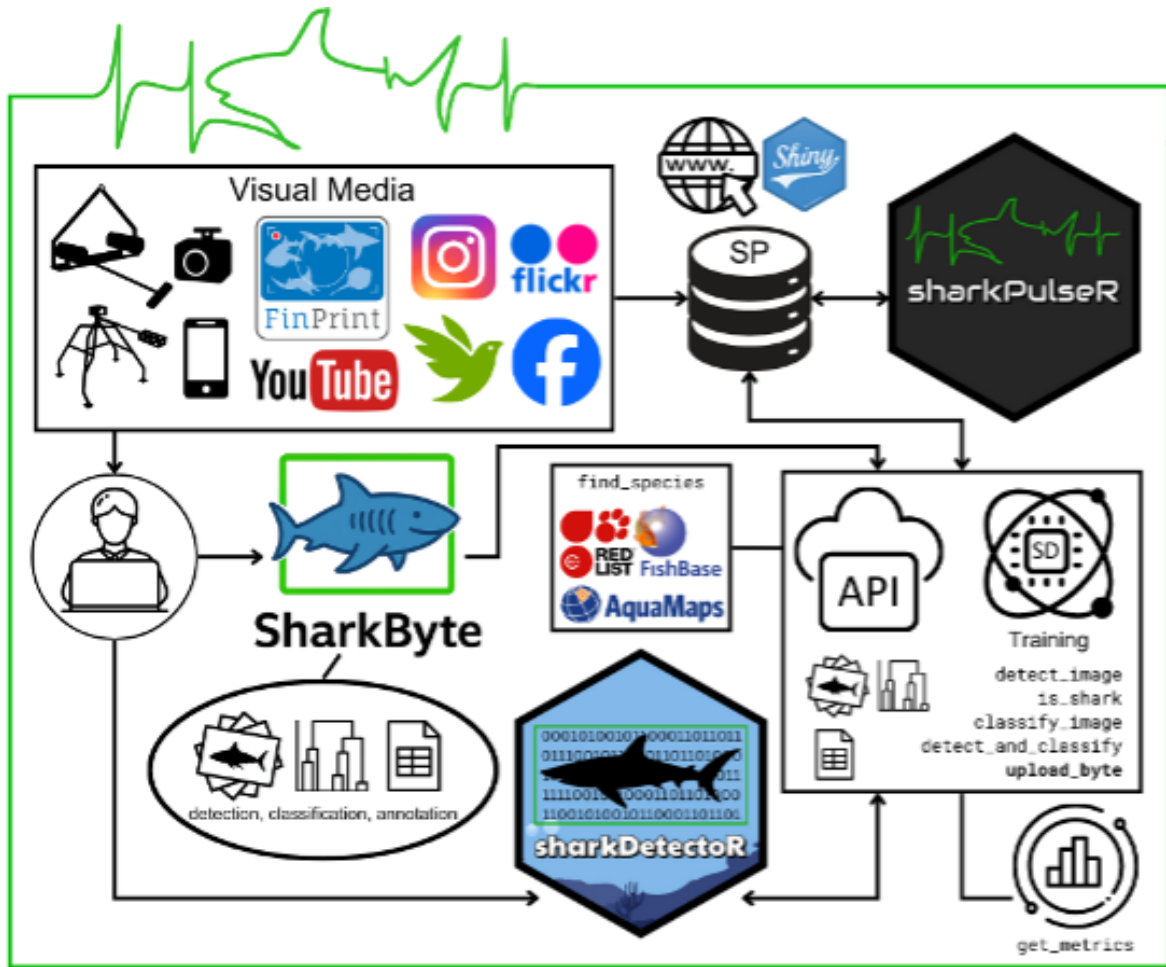 Visual Media
FinPrint
flickr
YouTube
www.
Shiny
SP
sharkPulseR
SharkByte
detection, classification, annotation
find_species
RED
LIST
FishBase
AquaMaps
API
SD
Training
detect_image
is_shark
classify_image
detect_and_classify
upload_byte
sharkDetectoR
get_metrics